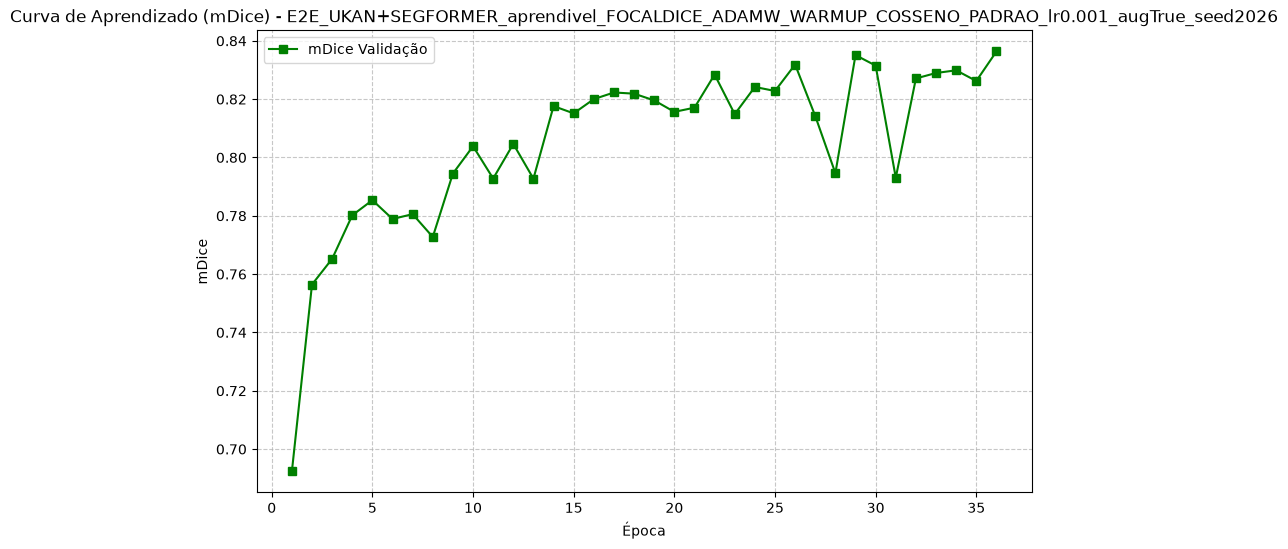 Curva de Aprendizado (mDice) - E2E_UKAN+SEGFORMER_aprendivel_FOCALDICE_ADAMW_WARMUP_COSSENO_PADRAO_lr0.001_augTrue_seed2026
mDice Validação
0.84
0.82
0.80
0.78
0.76
0.74
0.72
0.70
mDice
0 5 10 15 20 25 30 35
Época